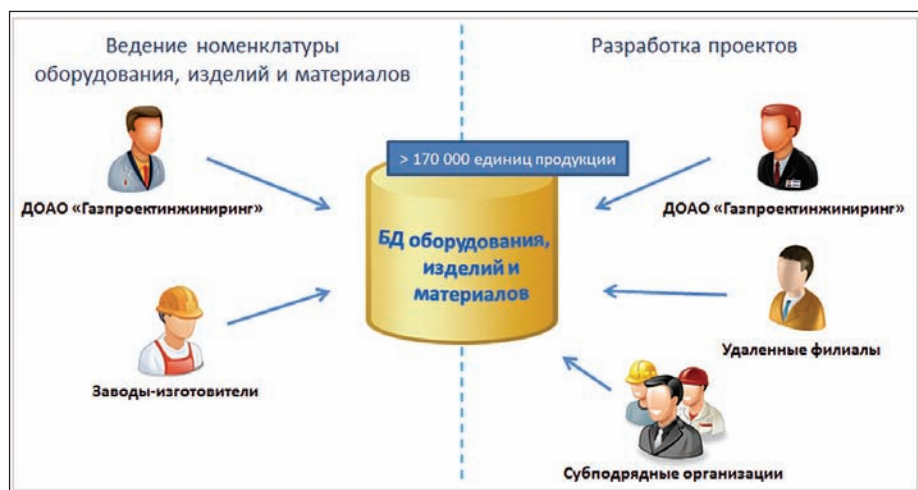 Ведение номенклатуры
оборудования, изделий и материалов
ДОАО «Газпроектинжиниринг»
Заводы-изготовители
> 170 000 единиц продукции
БД оборудования,
изделий и
материалов
Разработка проектов
ДОАО «Газпроектинжиниринг»
Удаленные филиалы
Субподрядные организации